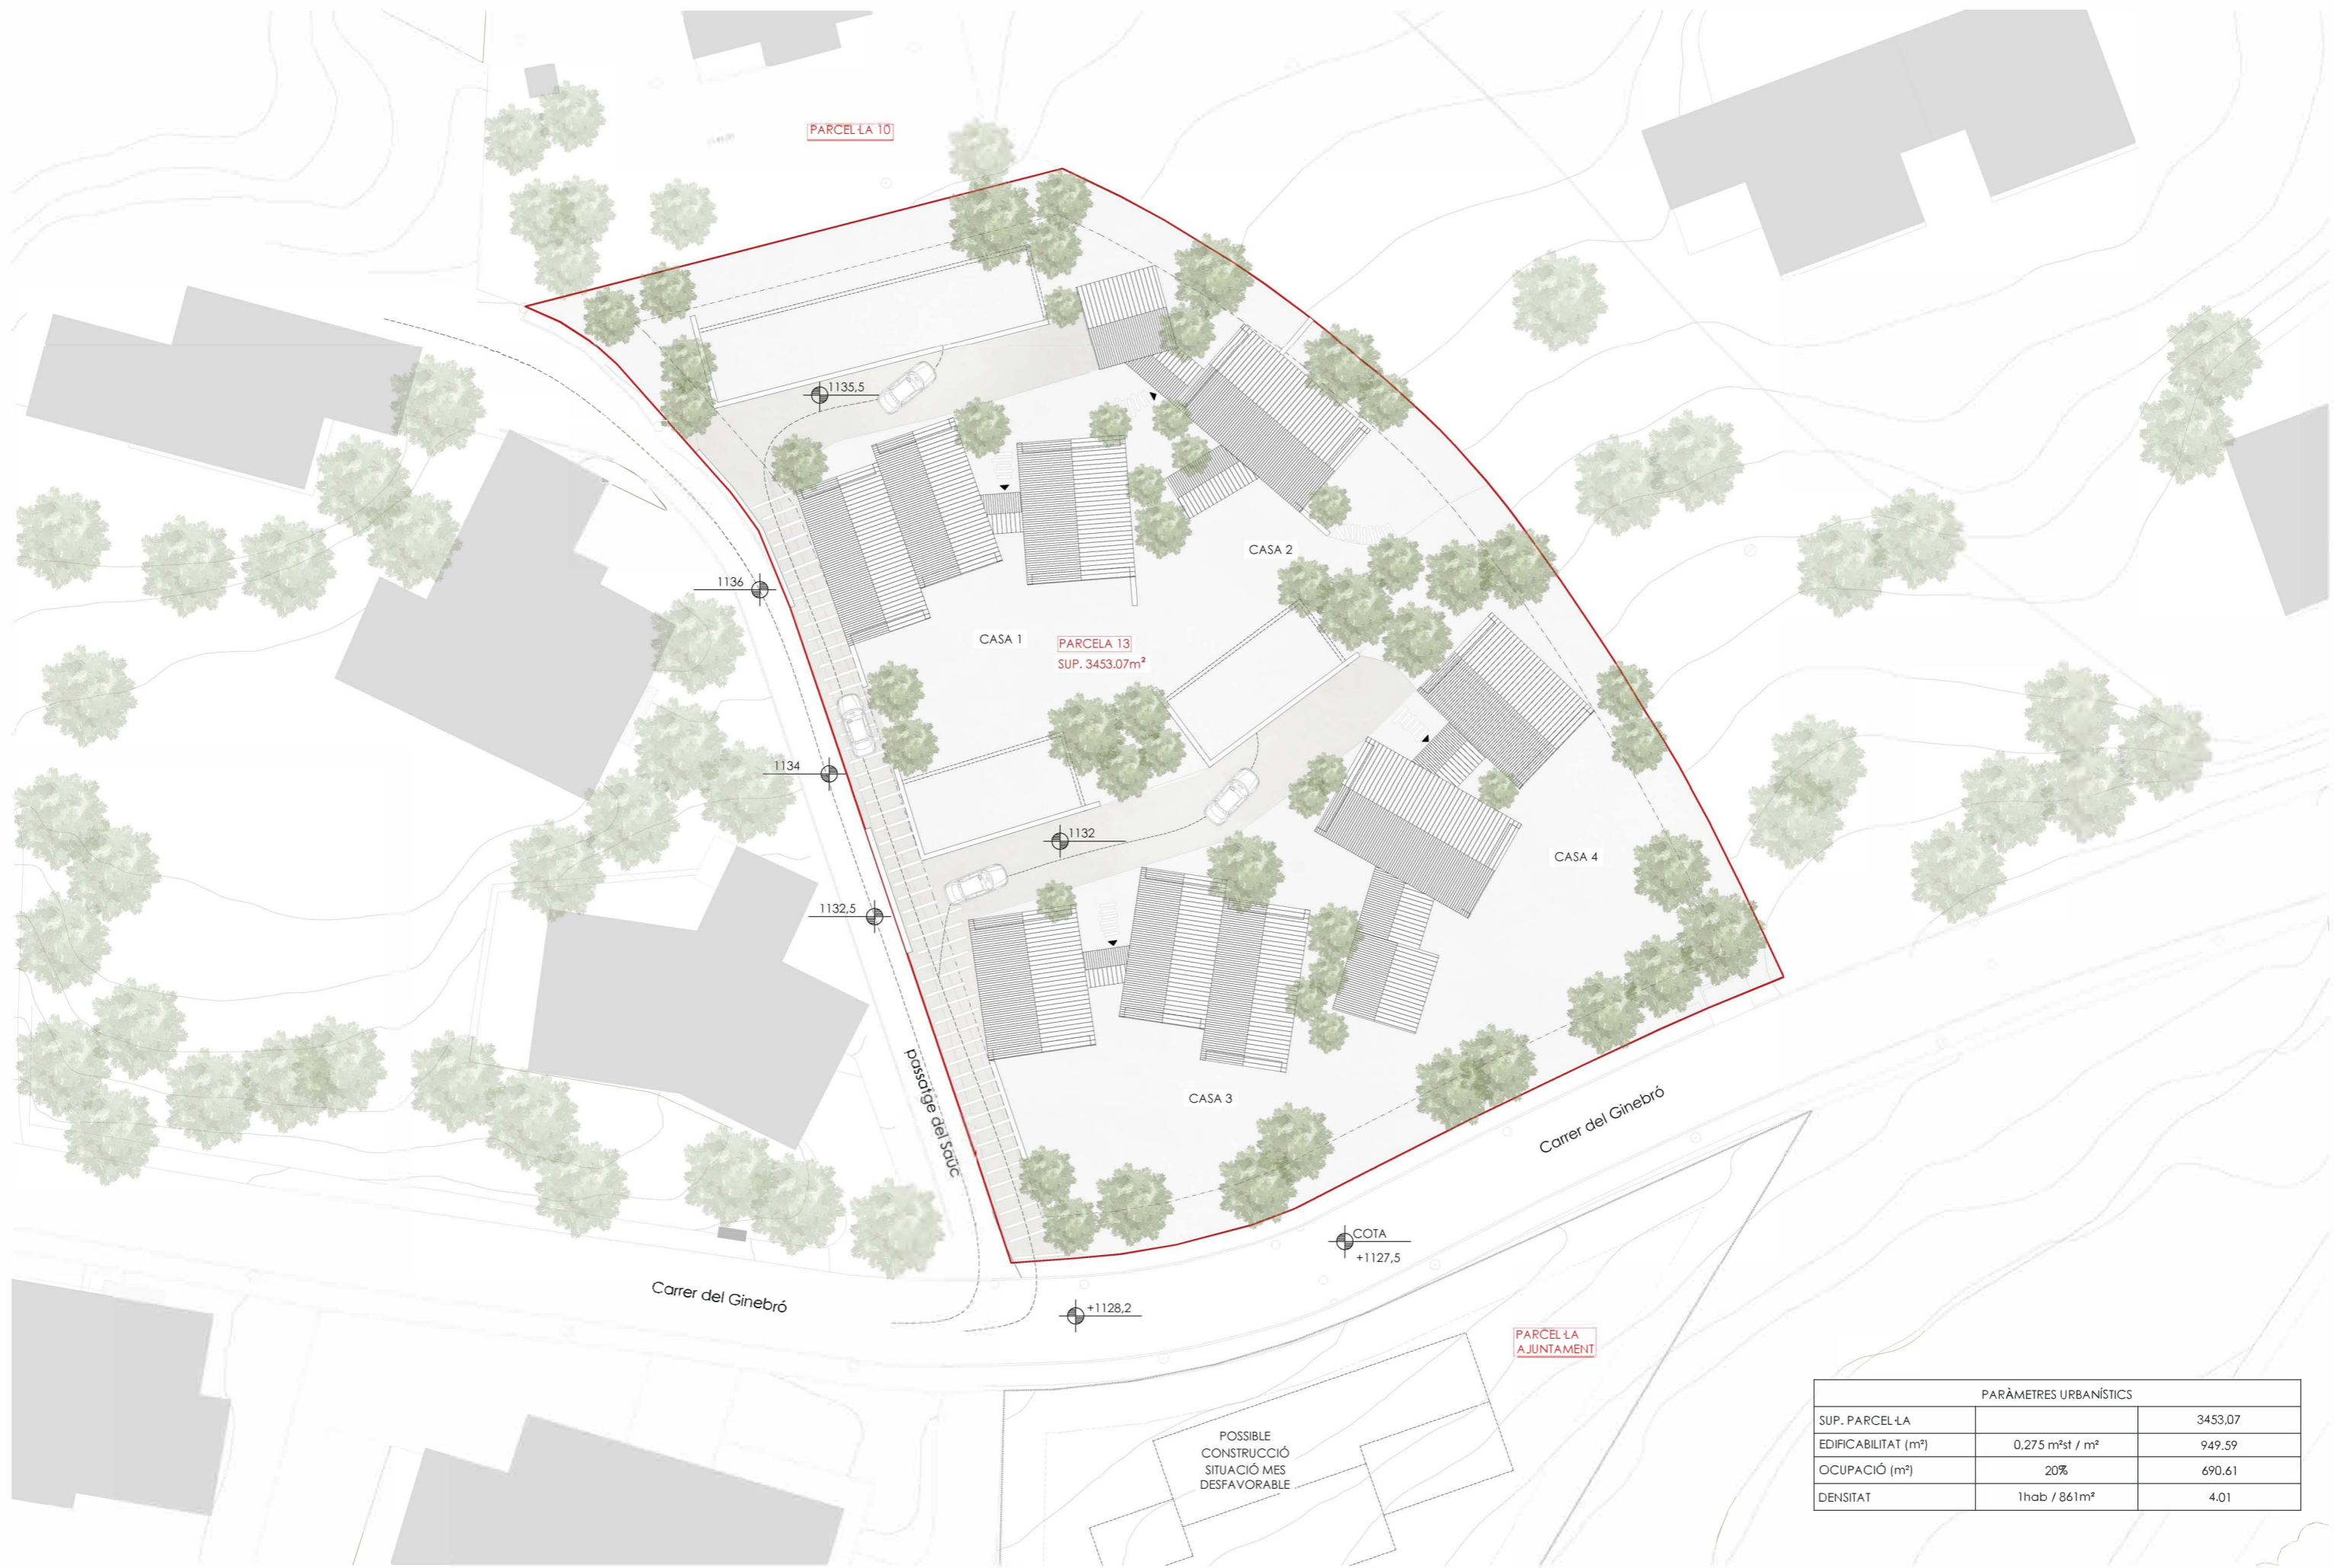 PARCEL·LA 10
1135,5
1136
CASA 2
CASA 1
PARCELA 13
SUP. 3453.07m²
1134
1132
CASA 4
1132,5
passatge del Saüc
CASA 3
Carrer del Ginebró
COTA
+1127,5
Carrer del Ginebró
+1128,2
PARCEL·LA
AJUNTAMENT
POSSIBLE
CONSTRUCCIÓ
SITUACIÓ MES
DESFAVORABLE
PARÀMETRES URBANÍSTICS
SUP. PARCEL·LA 3453,07
EDIFICABILITAT (m²) 0,275 m²st / m² 949.59
OCUPACIÓ (m²) 20% 690.61
DENSITAT 1hab / 861m² 4.01